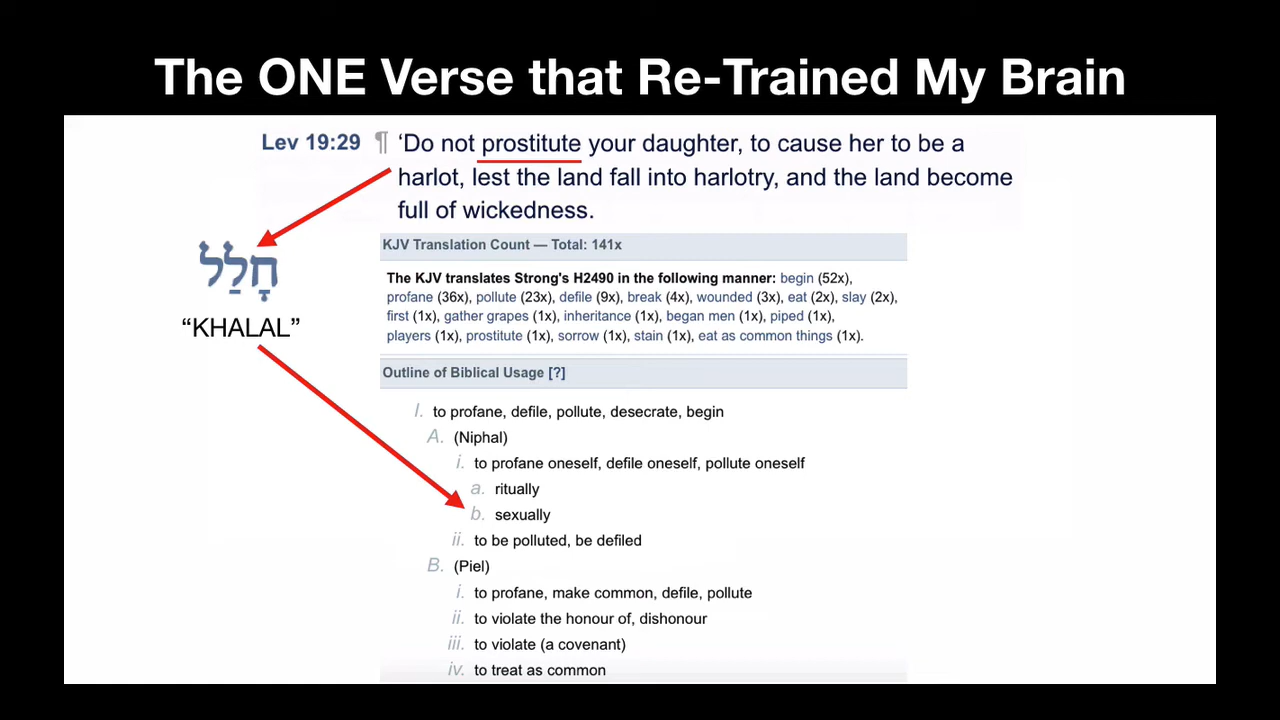 The ONE Verse that Re-Trained My Brain
Lev 19:29 ¶ ‘Do not prostitute your daughter, to cause her to be a
harlot, lest the land fall into harlotry, and the land become
full of wickedness.
חָלַל
“KHALAL”
KJV Translation Count — Total: 141x
The KJV translates Strong's H2490 in the following manner: begin (52x),
profane (36x), pollute (23x), defile (9x), break (4x), wounded (3x), eat (2x), slay (2x),
first (1x), gather grapes (1x), inheritance (1x), began men (1x), piped (1x),
players (1x), prostitute (1x), sorrow (1x), stain (1x), eat as common things (1x).
Outline of Biblical Usage [?]
I. to profane, defile, pollute, desecrate, begin
A. (Niphal)
i. to profane oneself, defile oneself, pollute oneself
a. ritually
b. sexually
ii. to be polluted, be defiled
B. (Piel)
i. to profane, make common, defile, pollute
ii. to violate the honour of, dishonour
iii. to violate (a covenant)
iv. to treat as common